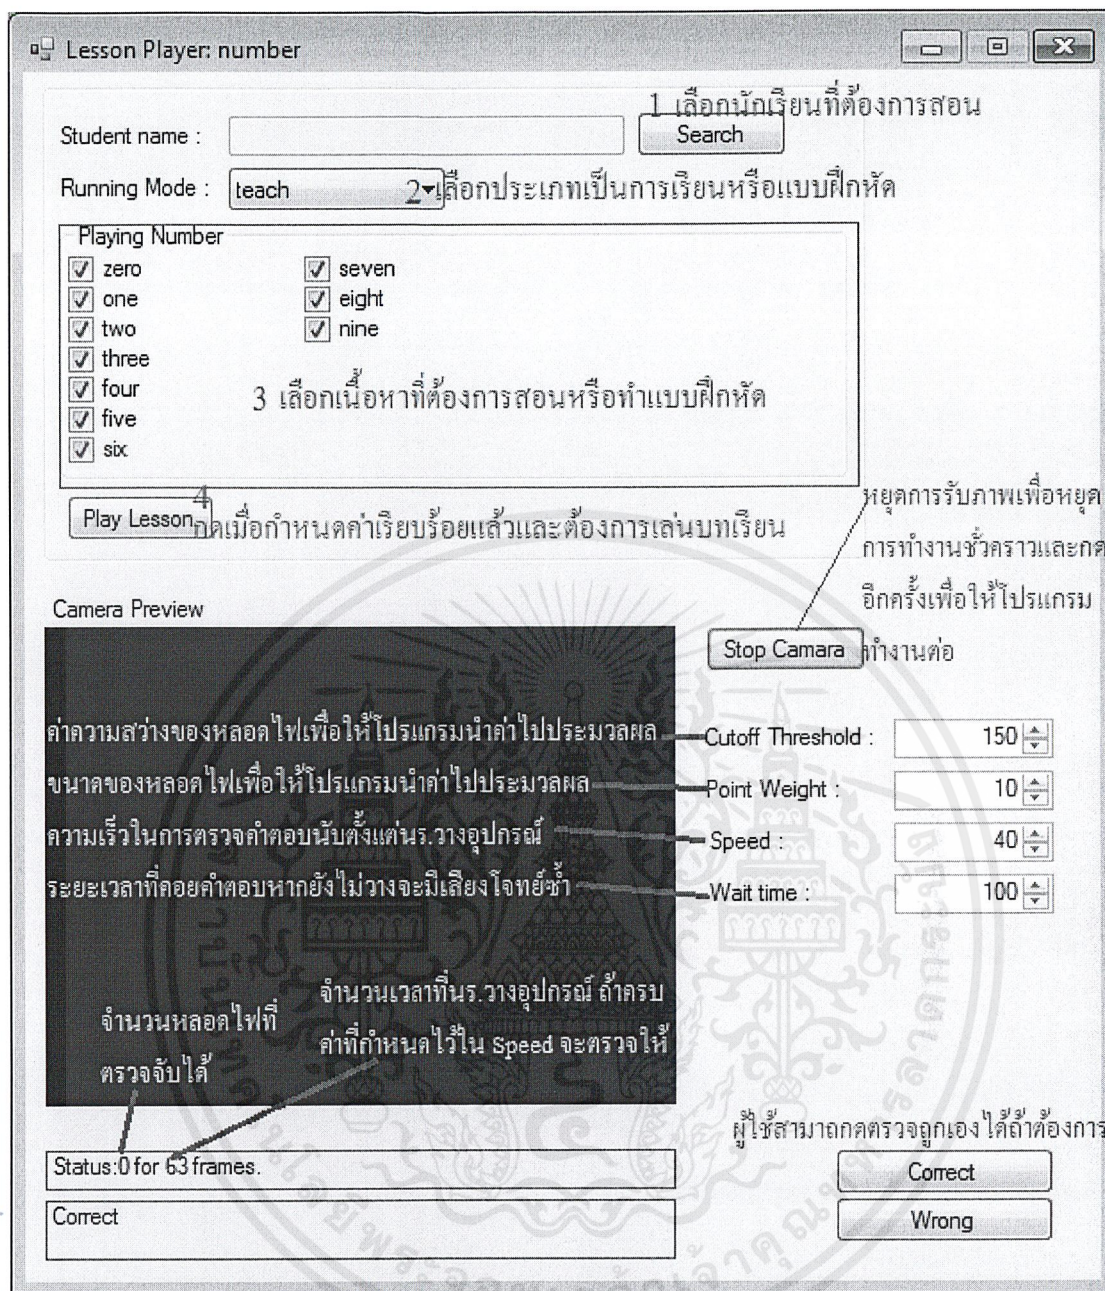 Lesson Player: number
1 เลือกนักเรียนที่ต้องการสอน
Student name :
Search
Running Mode :
teach
2 เลือกประเภทเป็นการเรียนหรือแบบฝึกหัด
Playing Number
zero
seven
one
eight
two
nine
three
four
five
six
3 เลือกเนื้อหาที่ต้องการสอนหรือทำแบบฝึกหัด
4
Play Lesson
กดเมื่อกำหนดค่าเรียบร้อยแล้วและต้องการเล่นบทเรียน
หยุดการรับภาพเพื่อหยุด
การทำงานชั่วคราวและกด
อีกครั้งเพื่อให้โปรแกรม
ทำงานต่อ
Stop Camara
Camera Preview
ค่าความสว่างของหลอดไฟเพื่อให้โปรแกรมนำค่าไปประมวลผล
Cutoff Threshold :
150
ขนาดของหลอดไฟเพื่อให้โปรแกรมนำค่าไปประมวลผล
Point Weight :
10
ความเร็วในการตรวจคำตอบนับตั้งแต่นร.วางอุปกรณ์
Speed :
40
ระยะเวลาที่คอยคำตอบหากยังไม่วางจะมีเสียงโจทย์ซ้ำ
Wait time :
100
จำนวนหลอดไฟที่
ตรวจจับได้
จำนวนเวลาที่นร.วางอุปกรณ์ ถ้าครบ
ค่าที่กำหนดไว้ใน Speed จะตรวจให้
ผู้ใช้สามาถกดตรวจถูกเองได้ถ้าต้องการ
Status:0 for 63 frames.
Correct
Correct
Wrong